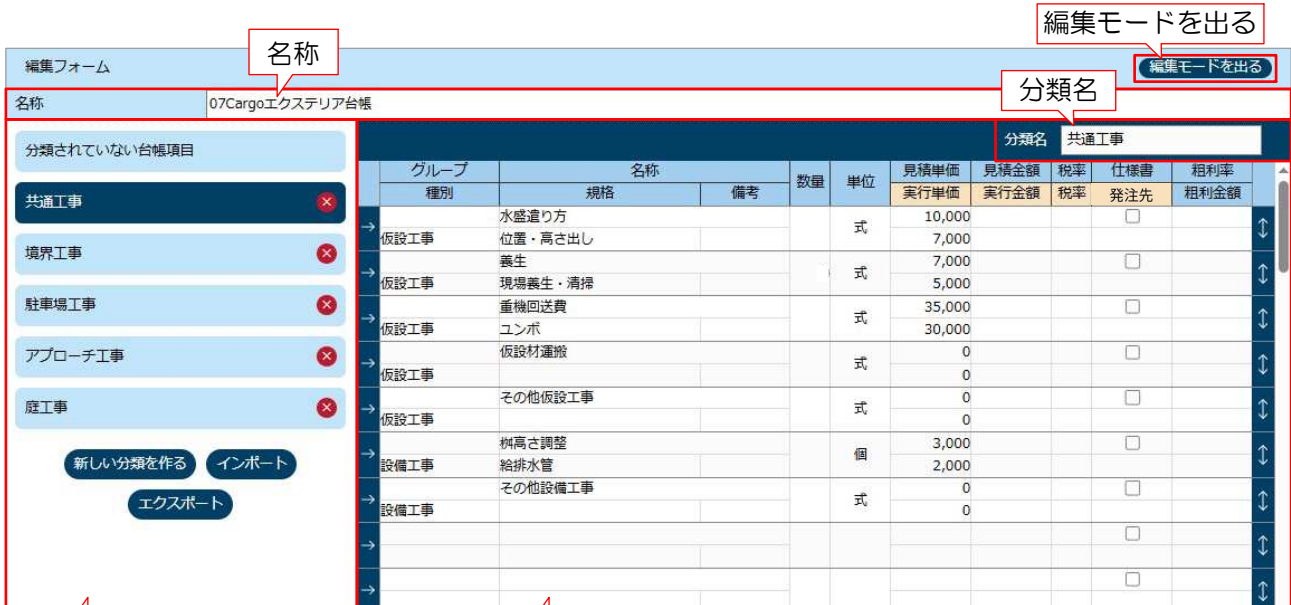 編集モードを出る
名称
編集フォーム
編集モードを出る
分類名
名称 07Cargoエクステリア台帳
分類名 共通工事
分類されていない台帳項目
共通工事
境界工事
駐車場工事
アプローチ工事
庭工事
新しい分類を作る インポート
エクスポート
グループ 名称 数量 単位 見積単価 見積金額 税率 仕様書 粗利率
種別 規格 備考 実行単価 実行金額 税率 発注先 粗利金額
→ 水盛遣り方 式 10,000 ↕
仮設工事 位置・高さ出し 7,000
→ 養生 式 7,000 ↕
仮設工事 現場養生・清掃 5,000
→ 重機回送費 式 35,000 ↕
仮設工事 ユンボ 30,000
→ 仮設材運搬 式 0 ↕
仮設工事 0
→ その他仮設工事 式 0 ↕
仮設工事 0
→ 桝高さ調整 個 3,000 ↕
設備工事 給排水管 2,000
→ その他設備工事 式 0 ↕
設備工事 0
→ ↕
→ ↕